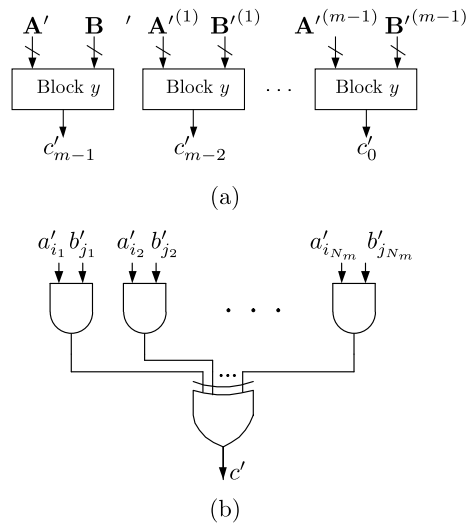 A′ B ′ A′(1) B′(1) A′(m−1) B′(m−1)
Block y Block y ... Block y
c′m−1 c′m−2 c′0
(a)
a′i1 b′j1 a′i2 b′j2 a′iNm b′jNm
. . .
...
c′
(b)